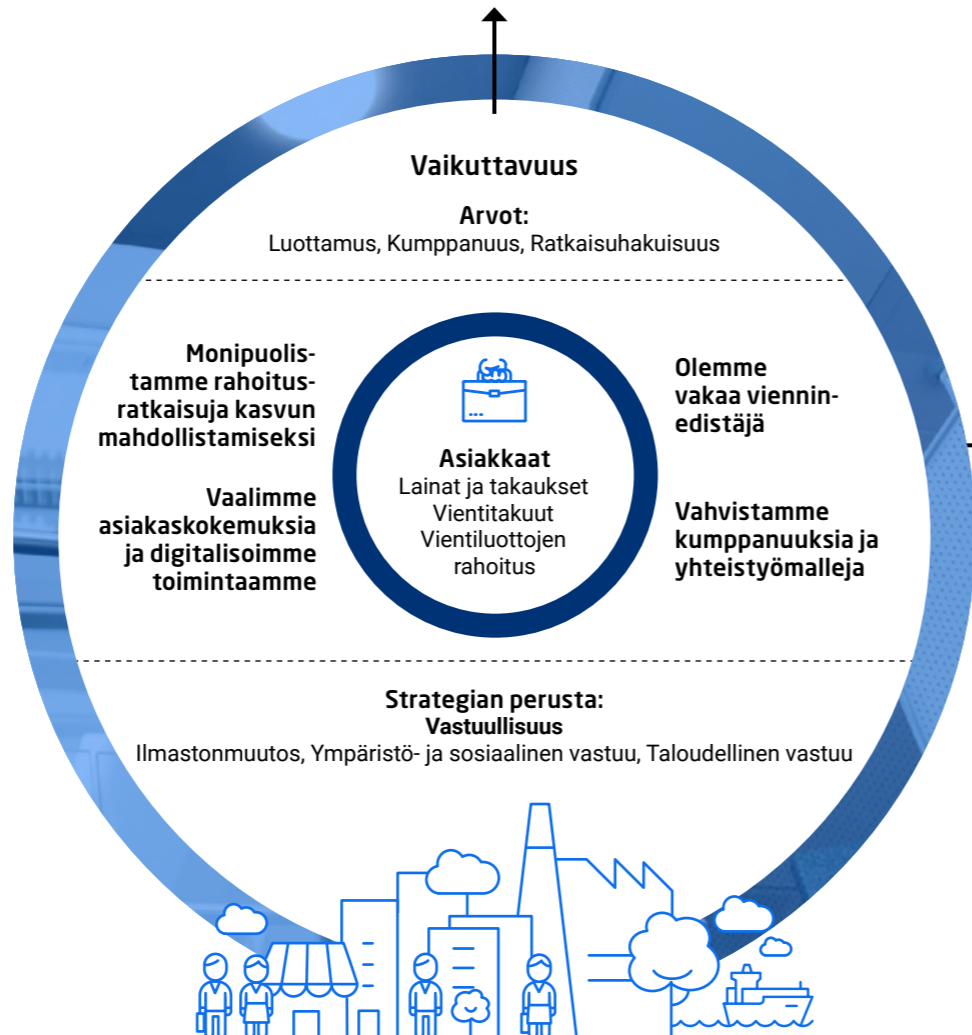 Vaikuttavuus
Arvot:
Luottamus, Kumppanuus, Ratkaisuhakuisuus
Monipuolis-
tamme rahoitus-
ratkaisuja kasvun
mahdollistamiseksi
Vaalimme
asiakaskokemuksia
ja digitalisoimme
toimintaamme
Asiakkaat
Lainat ja takaukset
Vientitakuut
Vientiluottojen
rahoitus
Olemme
vakaa viennin-
edistäjä
Vahvistamme
kumppanuuksia ja
yhteistyömalleja
Strategian perusta:
Vastuullisuus
Ilmastonmuutos, Ympäristö- ja sosiaalinen vastuu, Taloudellinen vastuu